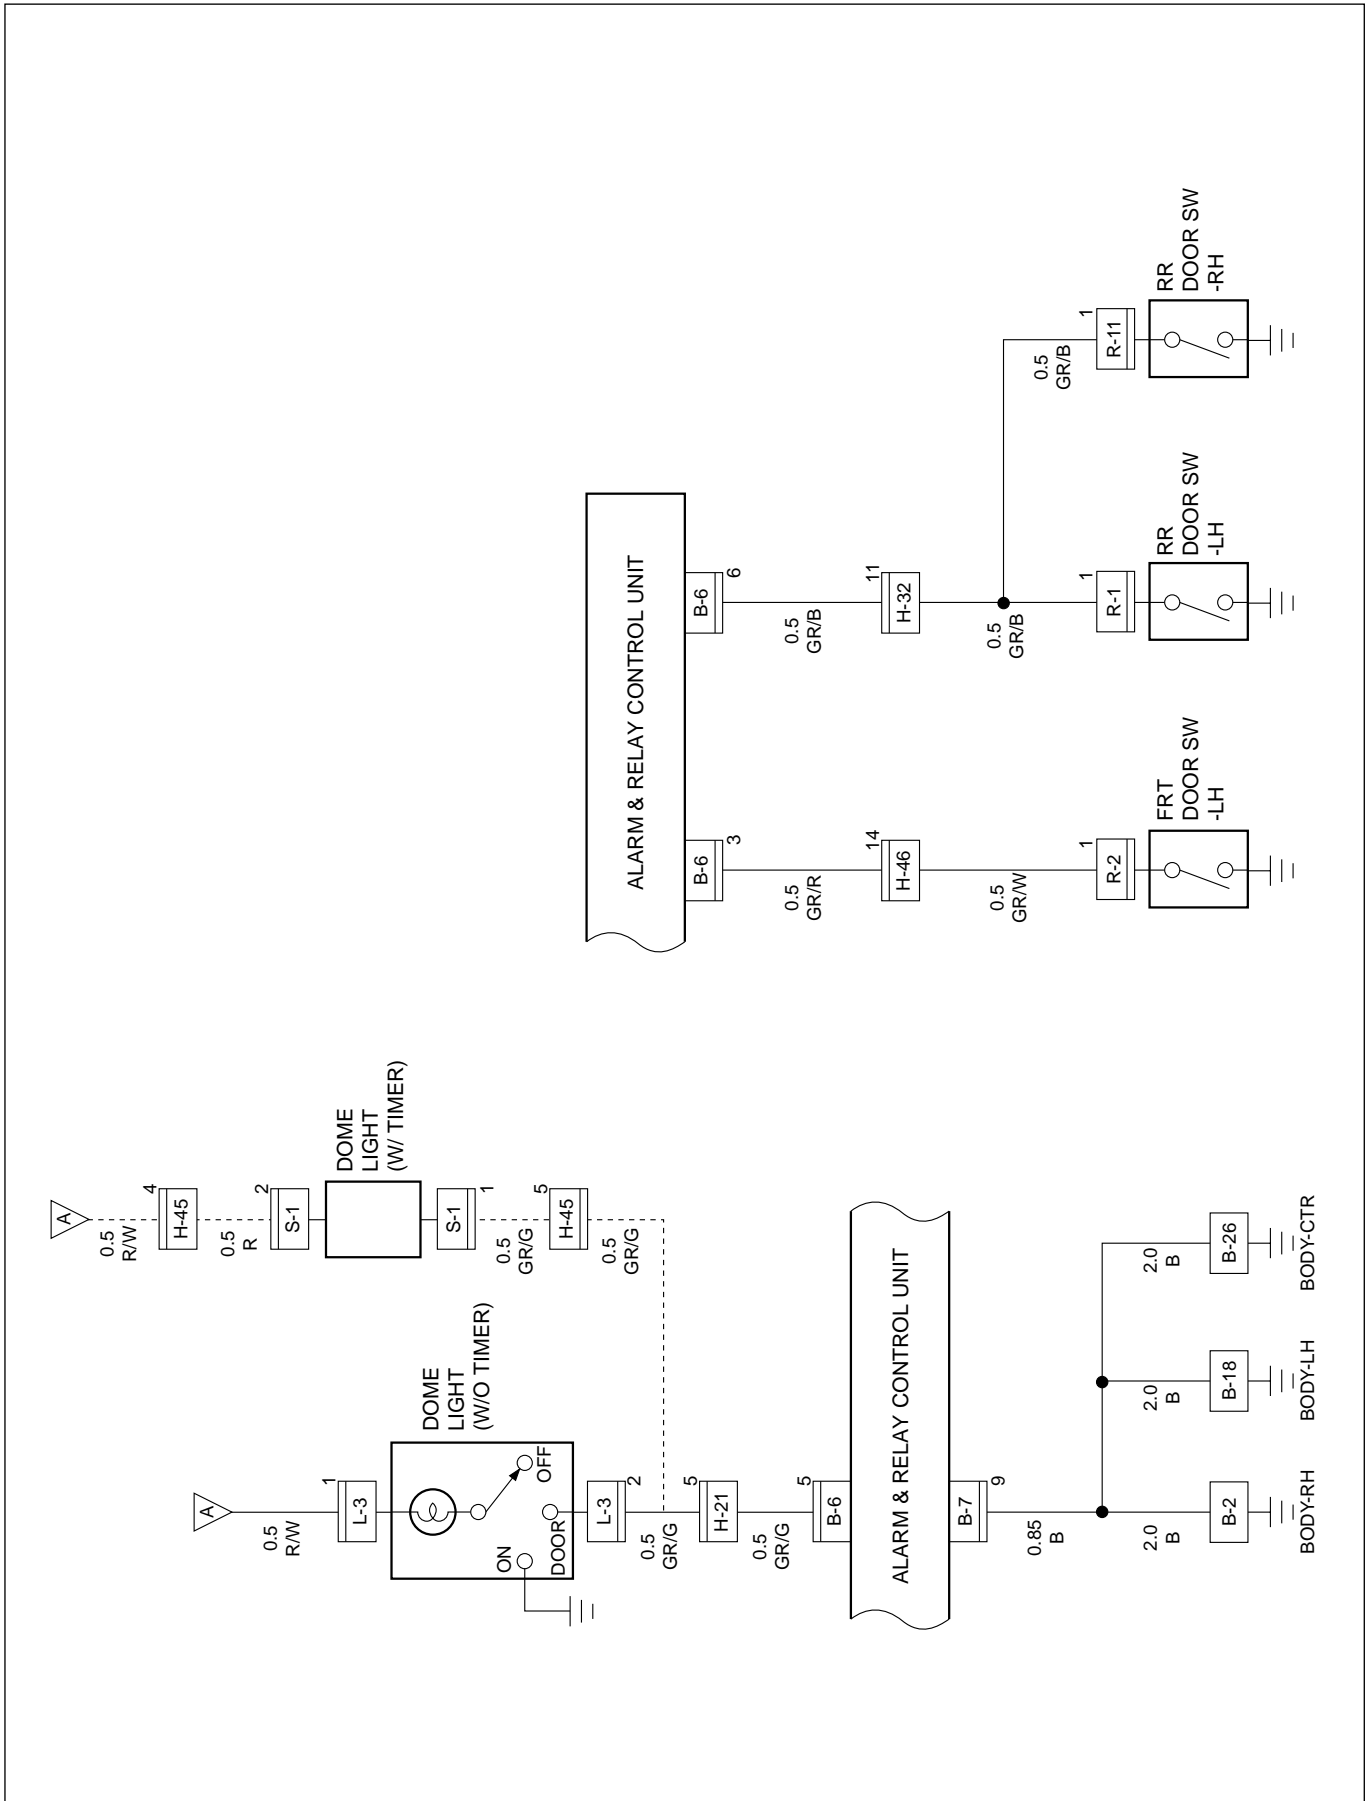 A
0.5
R/W
1
L-3
DOME
LIGHT
(W/O TIMER)
ON
OFF
DOOR
L-3
2
0.5
GR/G
5
H-21
0.5
GR/G
5
B-6
ALARM & RELAY CONTROL UNIT
B-7
9
0.85
B
2.0
B
B-2
BODY-RH
2.0
B
B-18
BODY-LH
2.0
B
B-26
BODY-CTR
A
0.5
R/W
4
H-45
0.5
R
2
S-1
DOME
LIGHT
(W/ TIMER)
S-1
1
0.5
GR/G
5
H-45
0.5
GR/G
ALARM & RELAY CONTROL UNIT
B-6
3
0.5
GR/R
14
H-46
0.5
GR/W
1
R-2
FRT
DOOR SW
-LH
B-6
6
0.5
GR/B
11
H-32
0.5
GR/B
1
R-1
RR
DOOR SW
-LH
0.5
GR/B
1
R-11
RR
DOOR SW
-RH